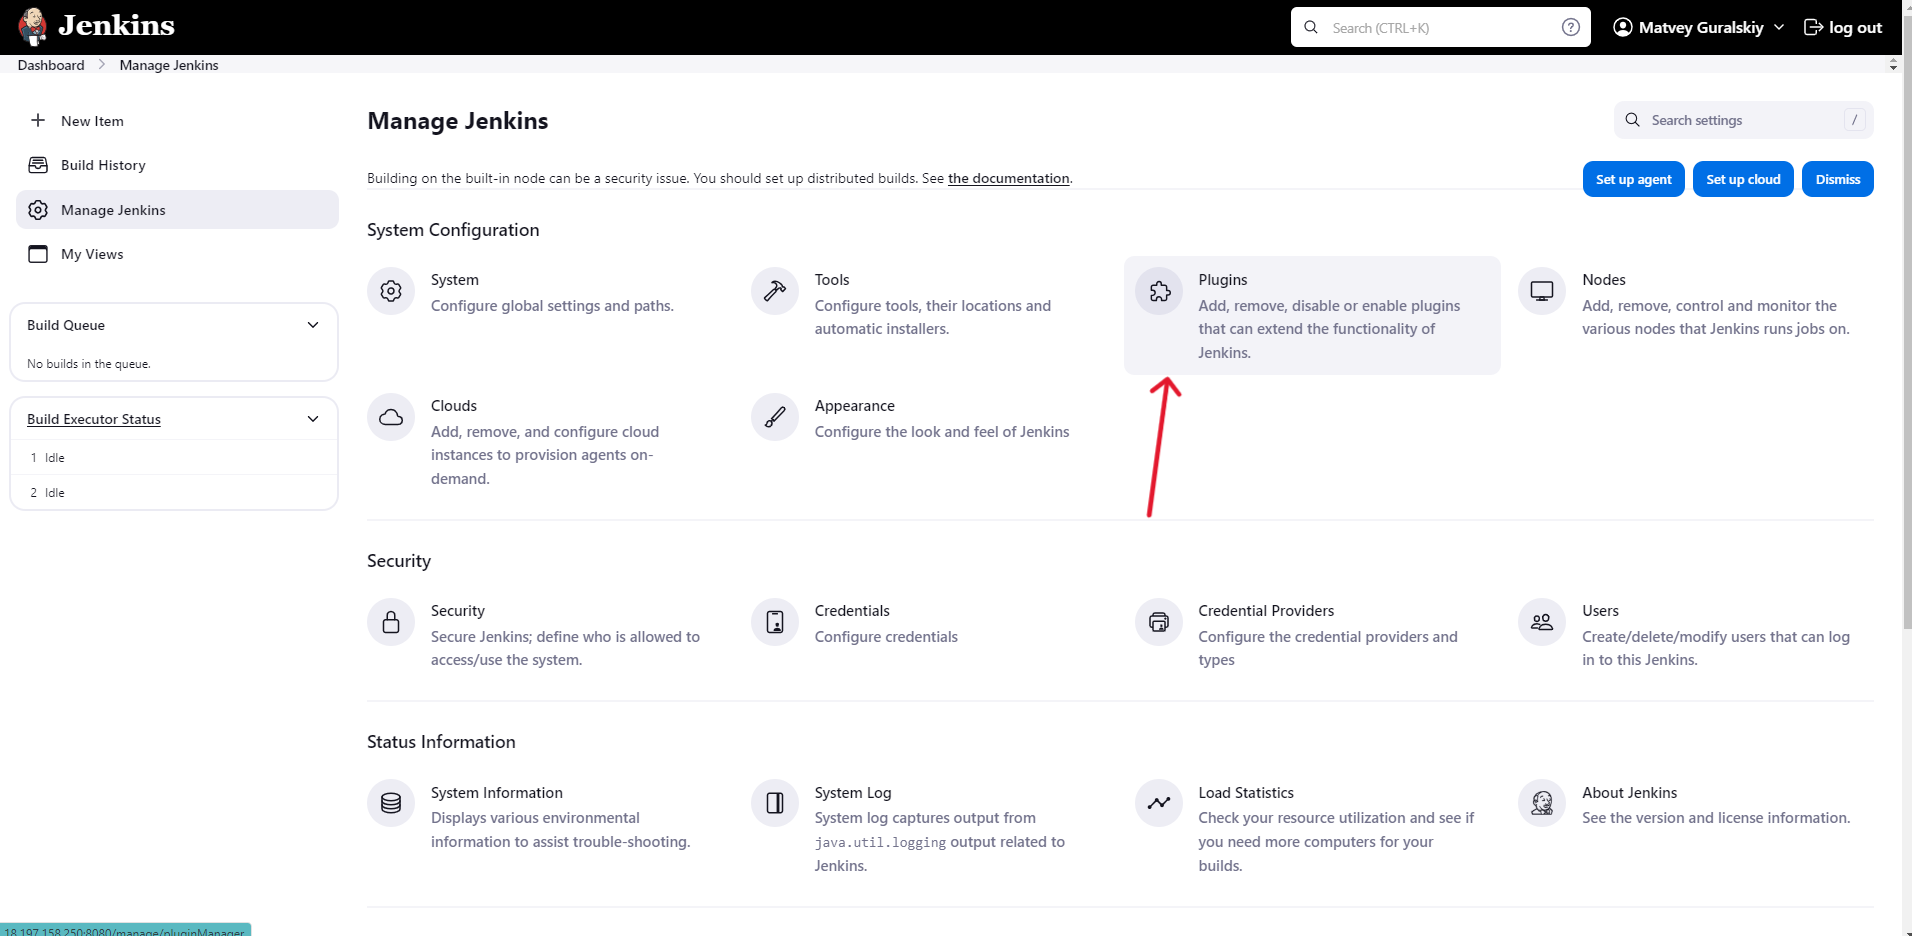 Jenkins
Search (CTRL+K)
Matvey Guralskiy
log out
Dashboard
Manage Jenkins
New Item
Build History
Manage Jenkins
My Views
Build Queue
No builds in the queue.
Build Executor Status
1 Idle
2 Idle
Manage Jenkins
Search settings
/
Building on the built-in node can be a security issue. You should set up distributed builds. See the documentation.
Set up agent
Set up cloud
Dismiss
System Configuration
System
Configure global settings and paths.
Tools
Configure tools, their locations and
automatic installers.
Plugins
Add, remove, disable or enable plugins
that can extend the functionality of
Jenkins.
Nodes
Add, remove, control and monitor the
various nodes that Jenkins runs jobs on.
Clouds
Add, remove, and configure cloud
instances to provision agents on-
demand.
Appearance
Configure the look and feel of Jenkins
Security
Security
Secure Jenkins; define who is allowed to
access/use the system.
Credentials
Configure credentials
Credential Providers
Configure the credential providers and
types
Users
Create/delete/modify users that can log
in to this Jenkins.
Status Information
System Information
Displays various environmental
information to assist trouble-shooting.
System Log
System log captures output from
java.util.logging output related to
Jenkins.
Load Statistics
Check your resource utilization and see if
you need more computers for your
builds.
About Jenkins
See the version and license information.
18.197.158.250:8080/manage/pluginManager